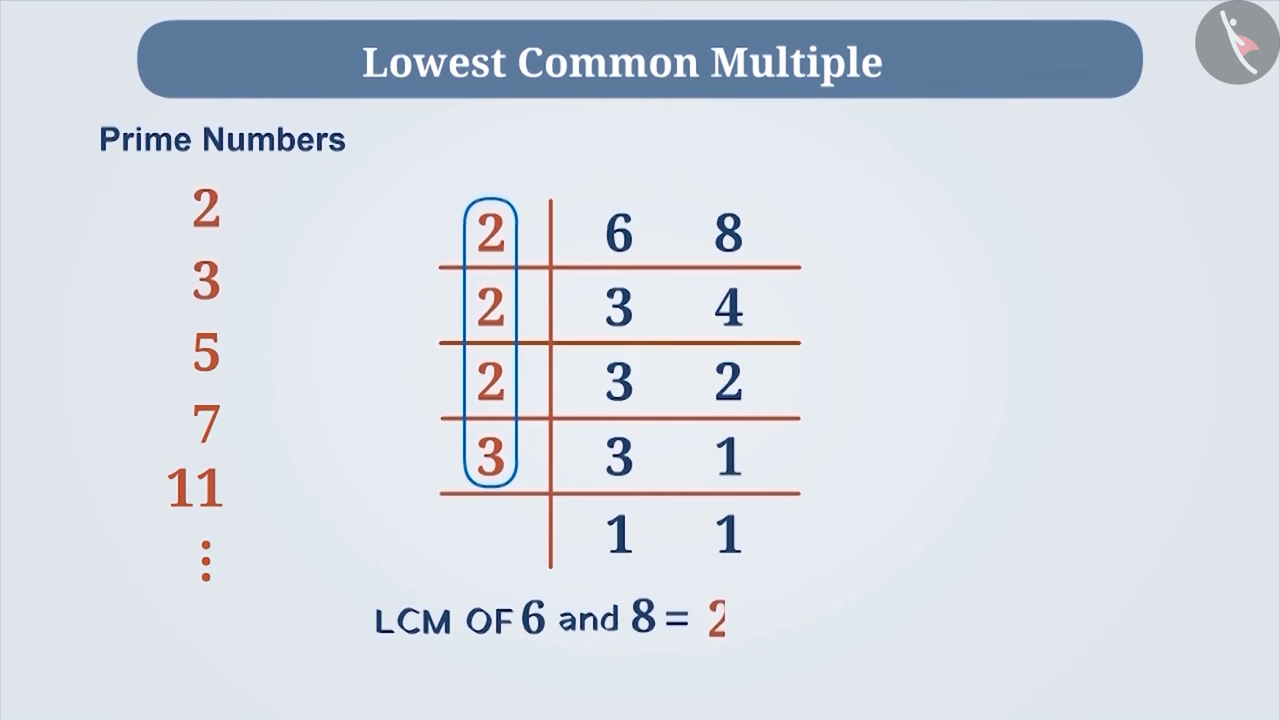 Lowest Common Multiple
Prime Numbers
2
3
5
7
11
⋮
2 6 8
2 3 4
2 3 2
3 3 1
1 1
LCM OF 6 and 8 = 2